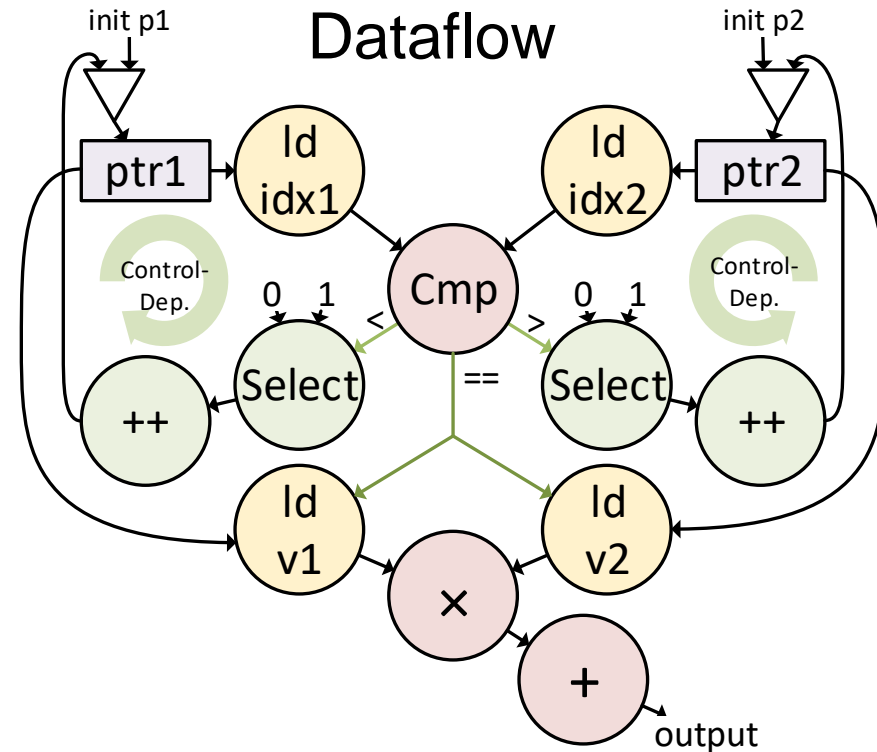 init p1
Dataflow
init p2
ptr1
ld
idx1
ld
idx2
ptr2
Control-
Dep.
Cmp
Control-
Dep.
0 1
<
>
0 1
Select
==
Select
++
++
ld
v1
ld
v2
×
+
output